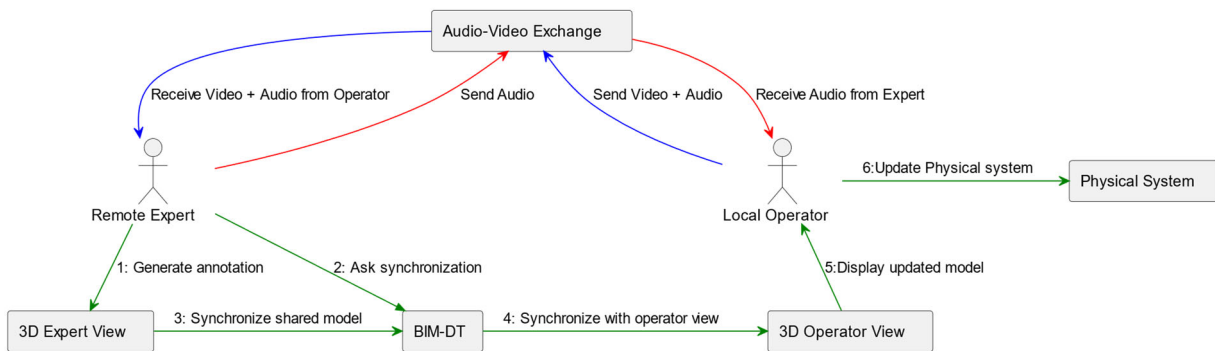 Audio-Video Exchange
Receive Video + Audio from Operator
Send Audio
Send Video + Audio
Receive Audio from Expert
6:Update Physical system
Physical System
Remote Expert
Local Operator
1: Generate annotation
2: Ask synchronization
5:Display updated model
3D Expert View
3: Synchronize shared model
BIM-DT
4: Synchronize with operator view
3D Operator View